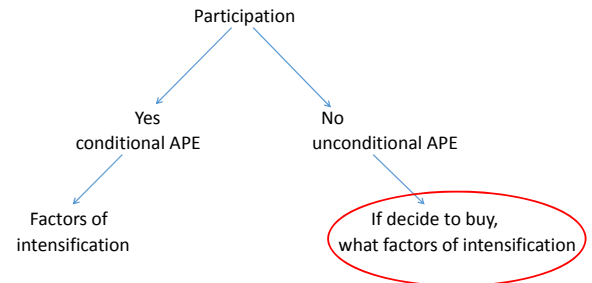 Participation
Yes
conditional APE
No
unconditional APE
Factors of
intensification
If decide to buy,
what factors of intensification